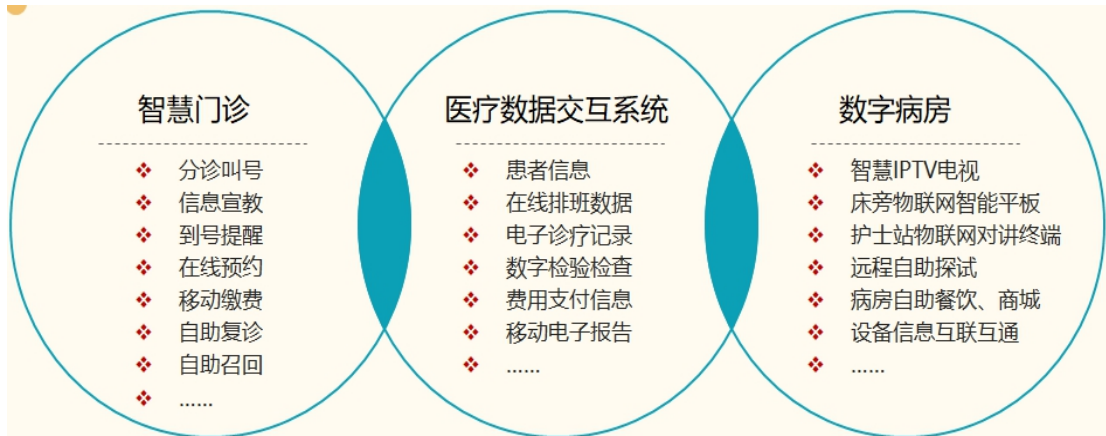 智慧门诊
分诊叫号
信息宣教
到号提醒
在线预约
移动缴费
自助复诊
自助召回
……
医疗数据交互系统
患者信息
在线排班数据
电子诊疗记录
数字检验检查
费用支付信息
移动电子报告
……
数字病房
智慧IPTV电视
床旁物联网智能平板
护士站物联网对讲终端
远程自助探试
病房自助餐饮、商城
设备信息互联互通
……